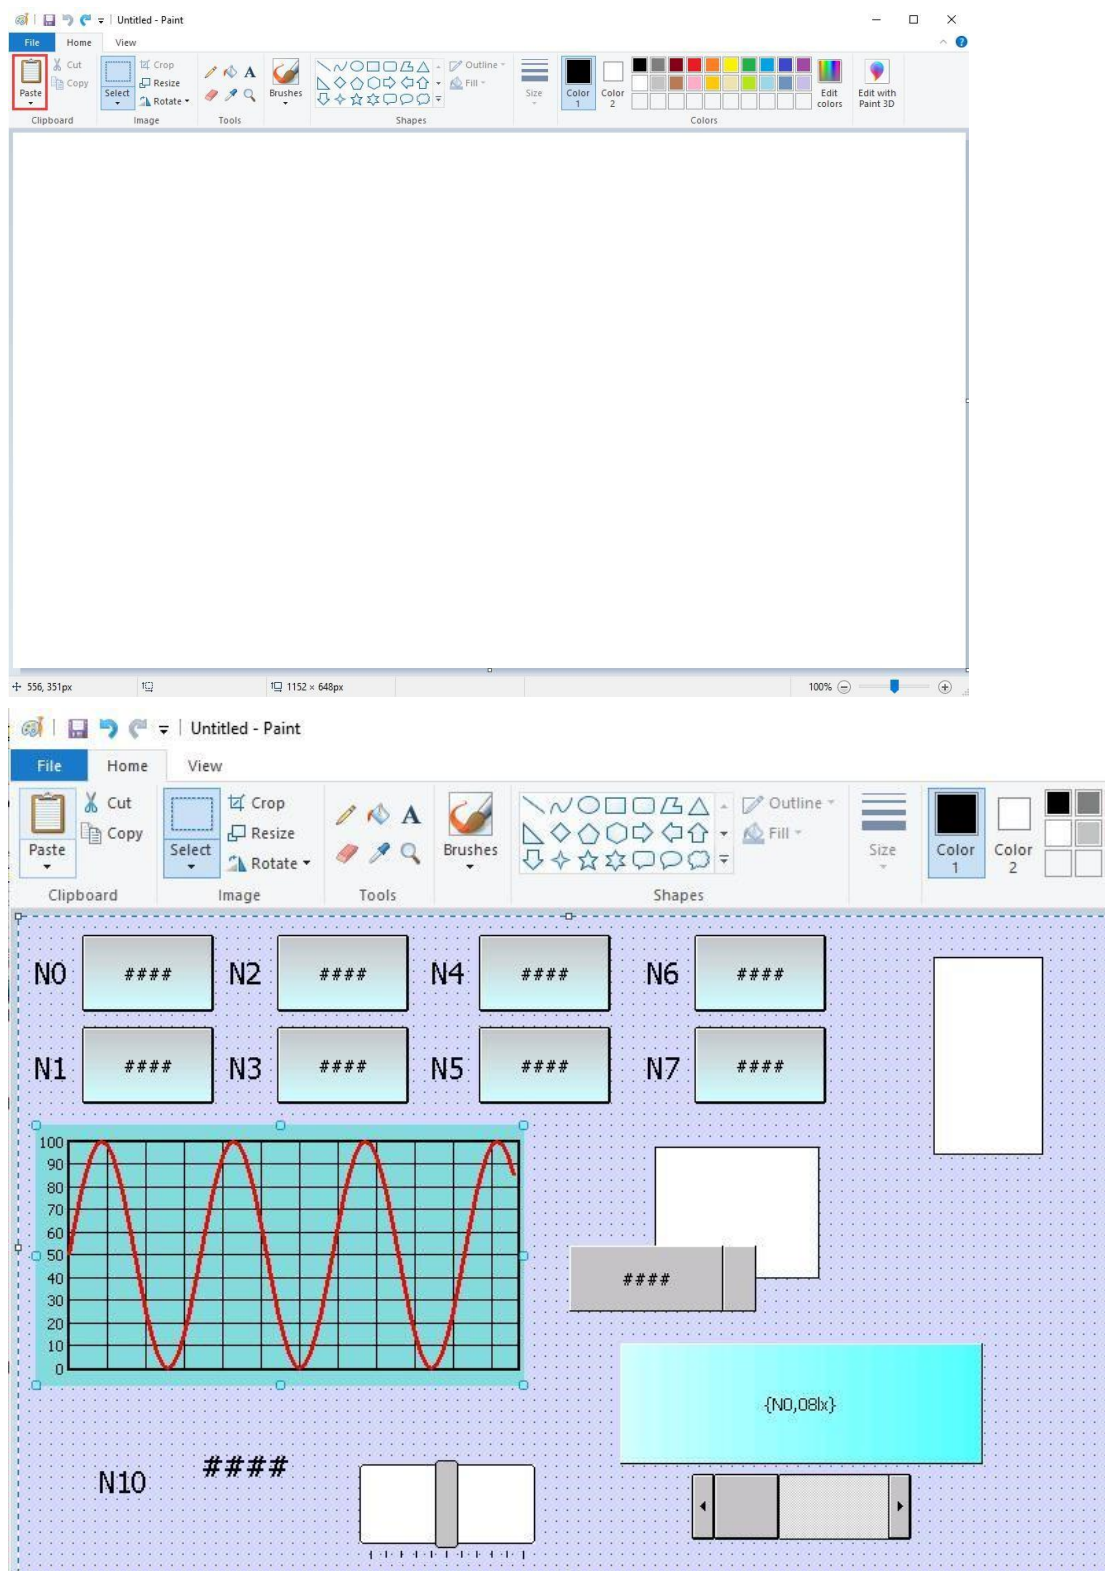 Untitled - Paint
File Home View
Paste Cut Copy
Clipboard
Select Crop Resize Rotate
Image
A
Tools
Brushes
Shapes
Outline
Fill
Size
Color 1
Color 2
Edit colors
Colors
Edit with Paint 3D
556, 351px
1152 × 648px
100%
Untitled - Paint
File Home View
Paste Cut Copy
Clipboard
Select Crop Resize Rotate
Image
A
Tools
Brushes
Shapes
Outline
Fill
Size
Color 1
Color 2
N0 #### N2 #### N4 #### N6 ####
N1 #### N3 #### N5 #### N7 ####
100
90
80
70
60
50
40
30
20
10
0
####
{N0,08lx}
N10 ####